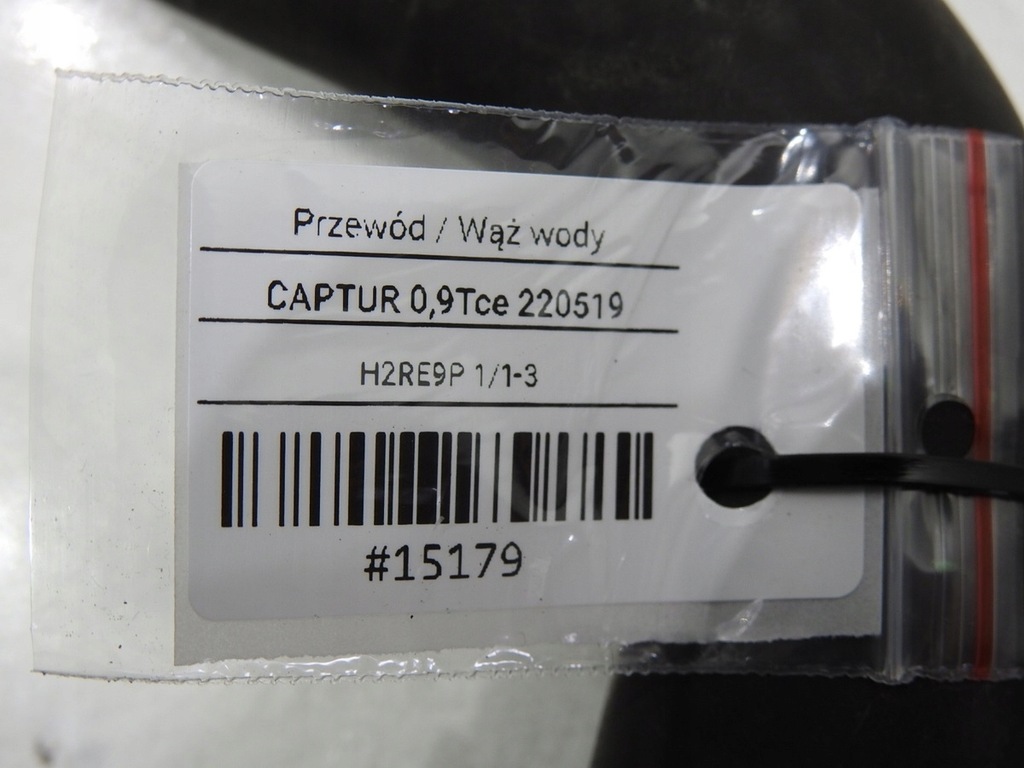 Przewód / Wąż wody
CAPTUR 0,9Tce 220519
H2RE9P 1/1-3
#15179